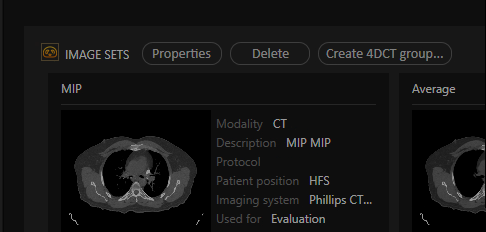 IMAGE SETS Properties Delete Create 4DCT group...
MIP
Modality CT
Description MIP MIP
Protocol
Patient position HFS
Imaging system Phillips CT...
Used for Evaluation
Average